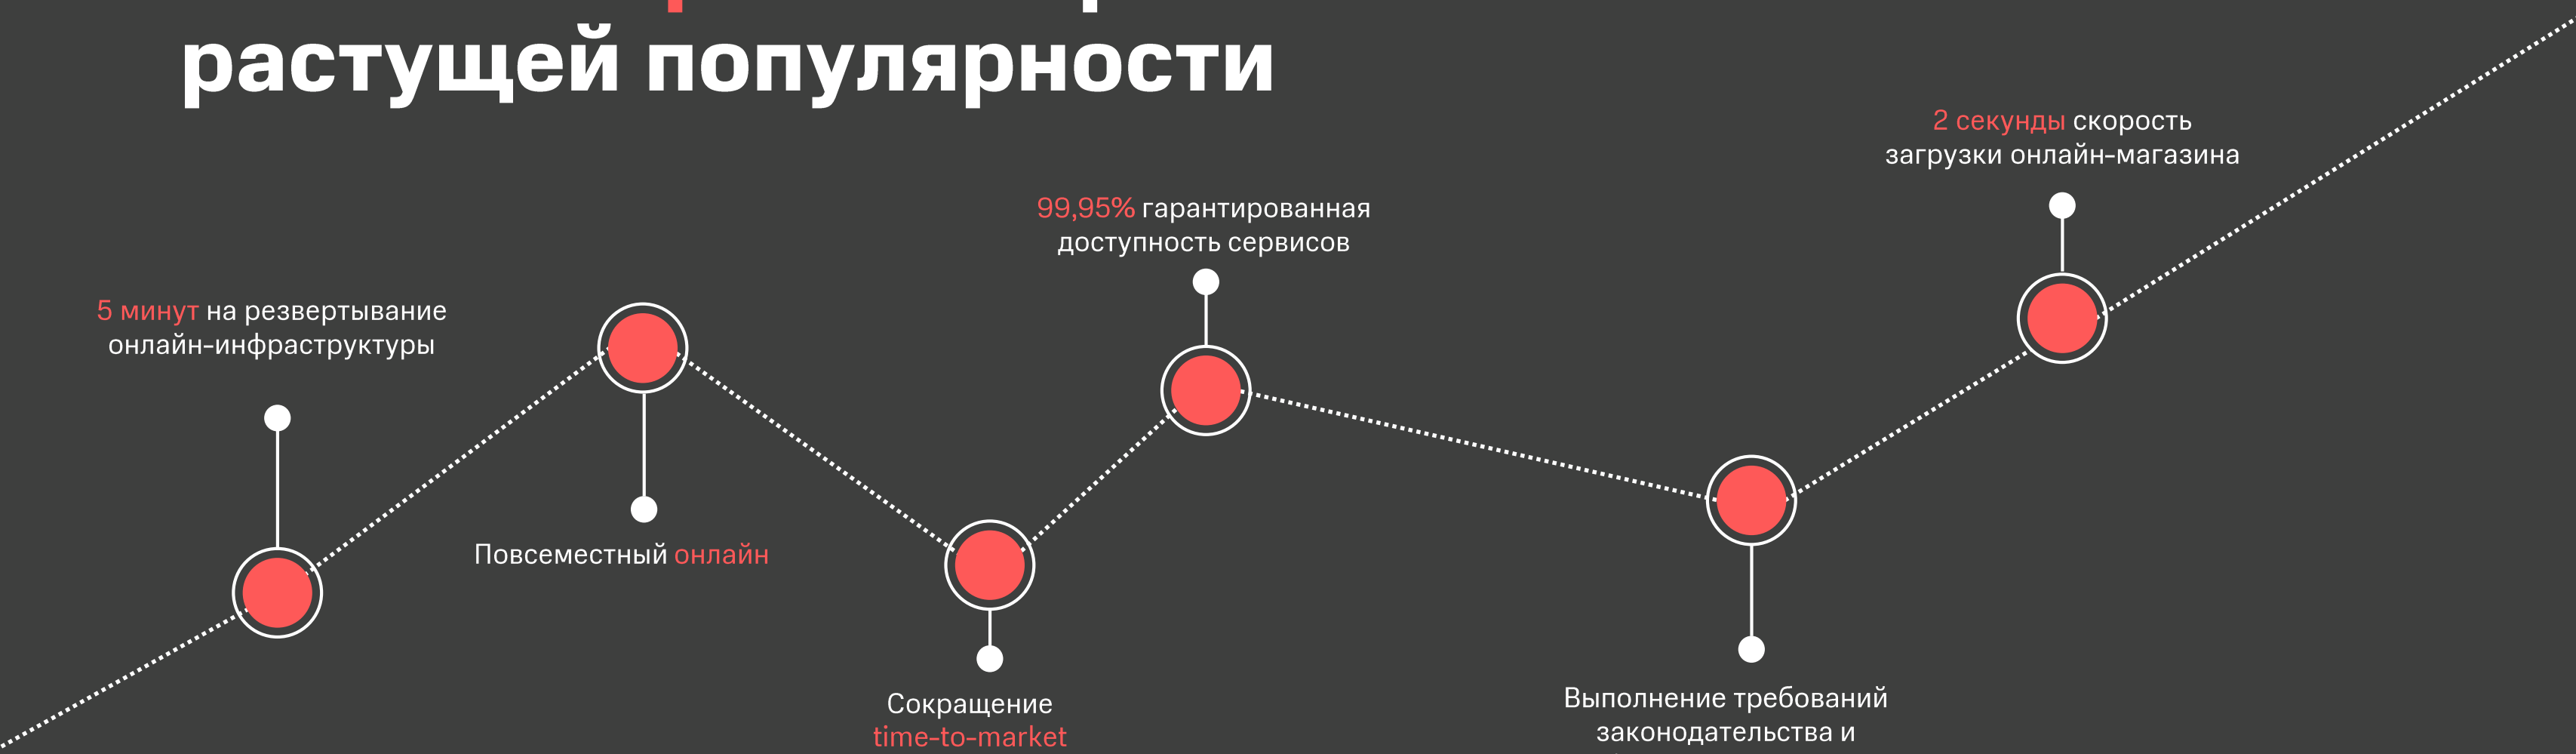 растущей популярности
2 секунды скорость
загрузки онлайн-магазина
99,95% гарантированная
доступность сервисов
5 минут на резвертывание
онлайн-инфраструктуры
Повсеместный онлайн
Сокращение
time-to-market
Выполнение требований
законодательства и